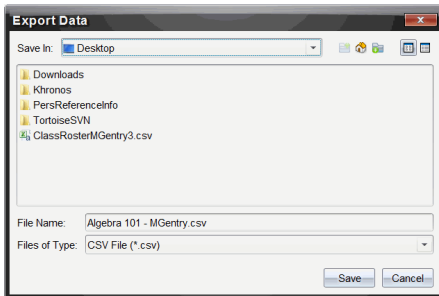 Export Data
Save In: Desktop
Downloads
Khronos
PersReferenceInfo
TortoiseSVN
ClassRosterMGentry3.csv
File Name: Algebra 101 - MGentry.csv
Files of Type: CSV File (*.csv)
Save Cancel